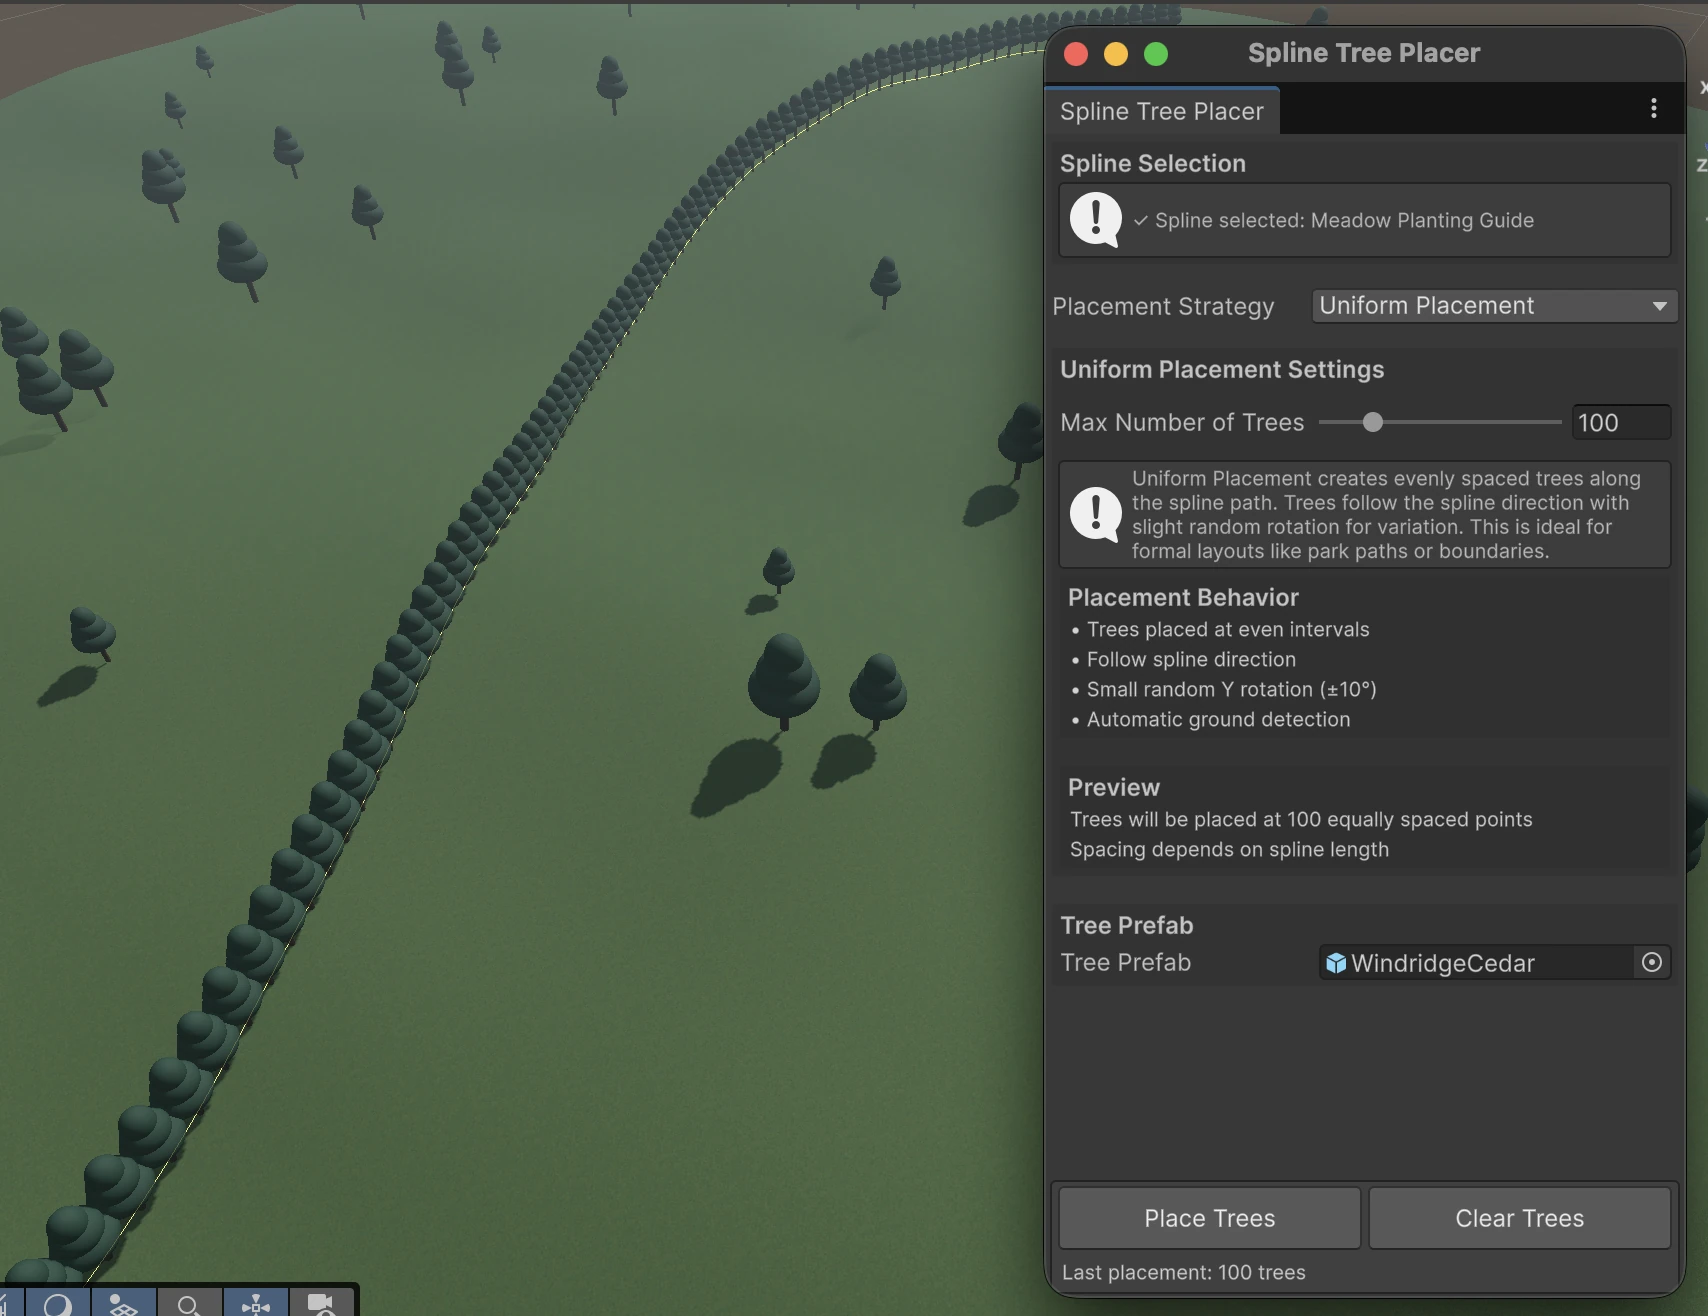 Spline Tree Placer
Spline Tree Placer
Spline Selection
✓ Spline selected: Meadow Planting Guide
Placement Strategy
Uniform Placement
Uniform Placement Settings
Max Number of Trees
100
Uniform Placement creates evenly spaced trees along
the spline path. Trees follow the spline direction with
slight random rotation for variation. This is ideal for
formal layouts like park paths or boundaries.
Placement Behavior
• Trees placed at even intervals
• Follow spline direction
• Small random Y rotation (±10°)
• Automatic ground detection
Preview
Trees will be placed at 100 equally spaced points
Spacing depends on spline length
Tree Prefab
Tree Prefab
WindridgeCedar
Place Trees
Clear Trees
Last placement: 100 trees
x
z